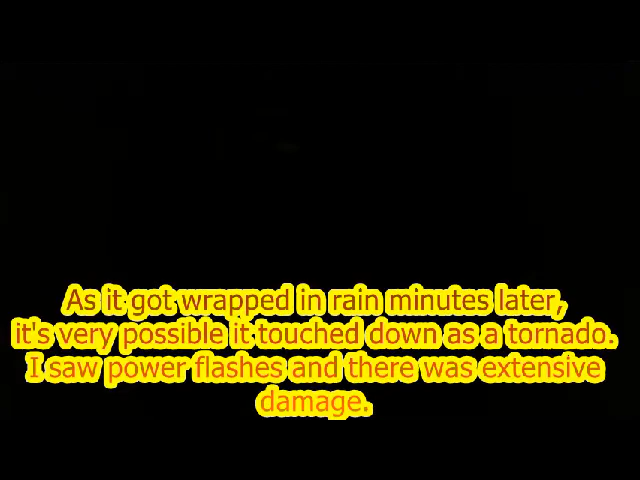 As it got wrapped in rain minutes later,
it's very possible it touched down as a tornado.
I saw power flashes and there was extensive
damage.